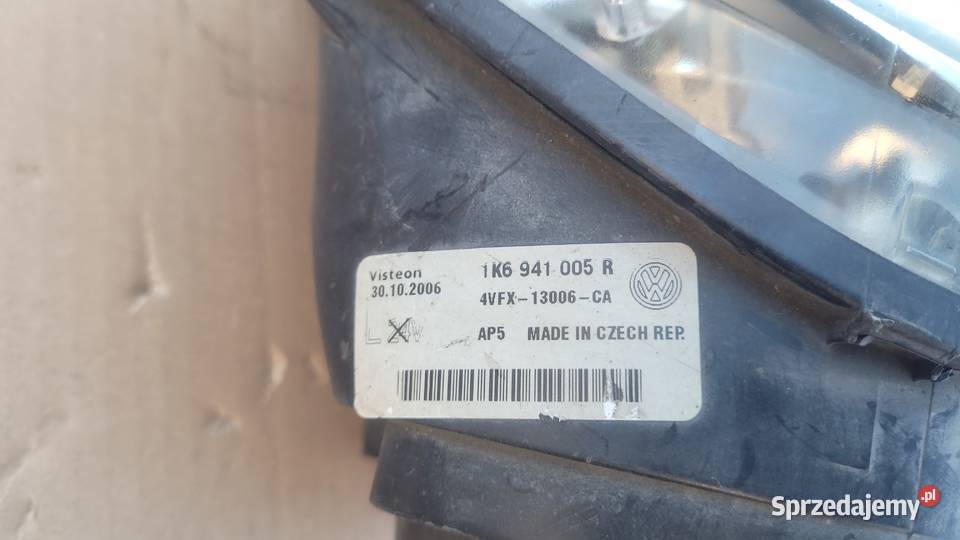 Visteon
30.10.2006
1K6 941 005 R
4VFX-13006-CA
AP5 MADE IN CZECH REP.
Sprzedajemy.pl